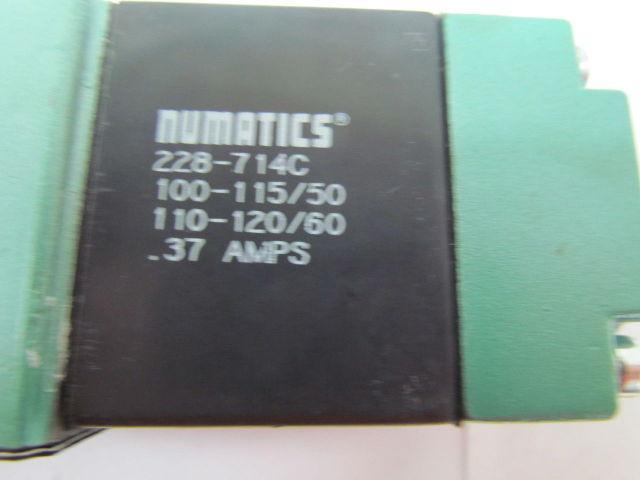 NUMATICS®
228-714C
100-115/50
110-120/60
.37 AMPS